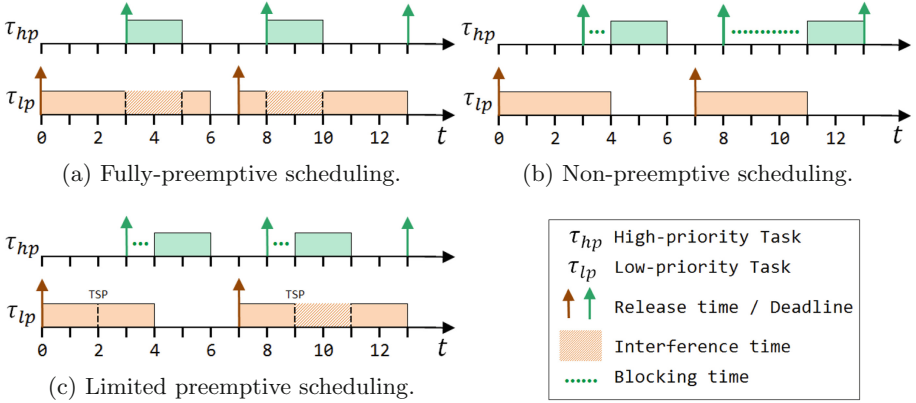 τhp
τlp
0 2 4 6 8 10 12 t
(a) Fully-preemptive scheduling.
τhp
τlp
0 2 4 6 8 10 12 t
(b) Non-preemptive scheduling.
τhp
TSP TSP
τlp
0 2 4 6 8 10 12 t
(c) Limited preemptive scheduling.
τhp High-priority Task
τlp Low-priority Task
Release time / Deadline
Interference time
Blocking time